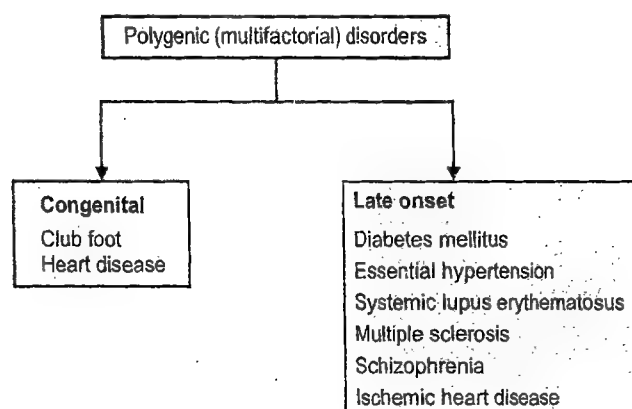 Polygenic (multifactorial) disorders
Congenital
Club foot
Heart disease
Late onset
Diabetes mellitus
Essential hypertension
Systemic lupus erythematosus
Multiple sclerosis
Schizophrenia
Ischemic heart disease